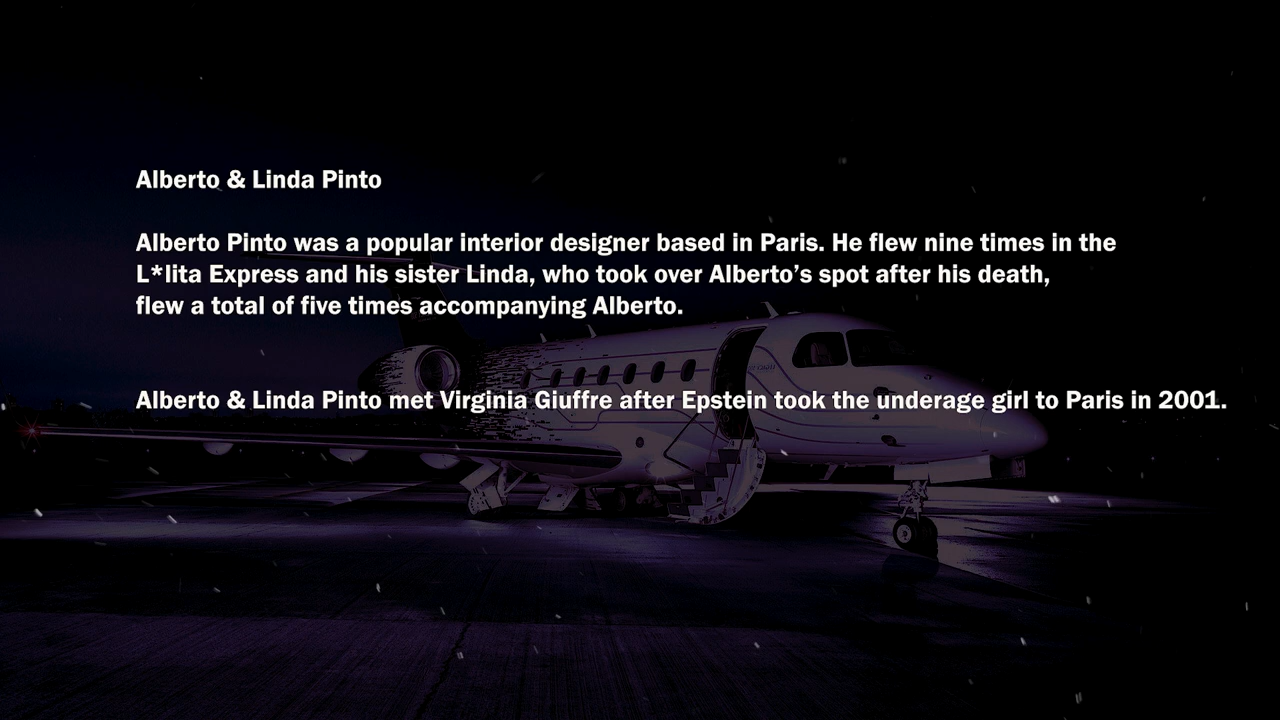 Alberto & Linda Pinto
Alberto Pinto was a popular interior designer based in Paris. He flew nine times in the
L*lita Express and his sister Linda, who took over Alberto’s spot after his death,
flew a total of five times accompanying Alberto.
Alberto & Linda Pinto met Virginia Giuffre after Epstein took the underage girl to Paris in 2001.